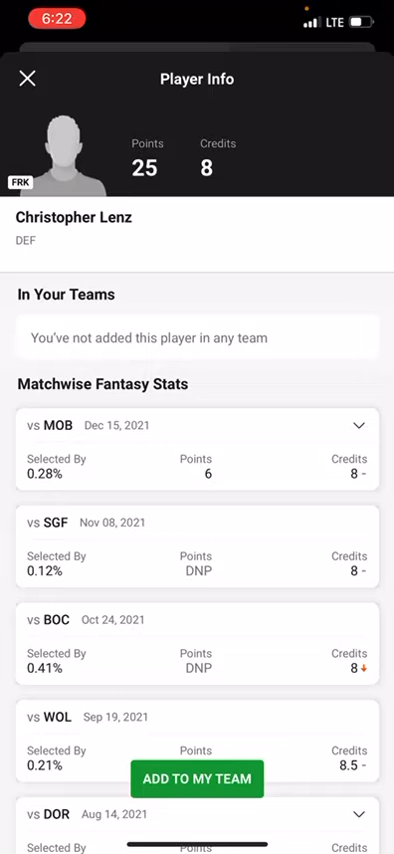 6:22
LTE
Player Info
Points Credits
25 8
FRK
Christopher Lenz
DEF
In Your Teams
You've not added this player in any team
Matchwise Fantasy Stats
vs MOB Dec 15, 2021
Selected By Points Credits
0.28% 6 8 -
vs SGF Nov 08, 2021
Selected By Points Credits
0.12% DNP 8 -
vs BOC Oct 24, 2021
Selected By Points Credits
0.41% DNP 8
vs WOL Sep 19, 2021
Selected By Points Credits
0.21% 8.5 -
ADD TO MY TEAM
vs DOR Aug 14, 2021
Selected By Points Credits